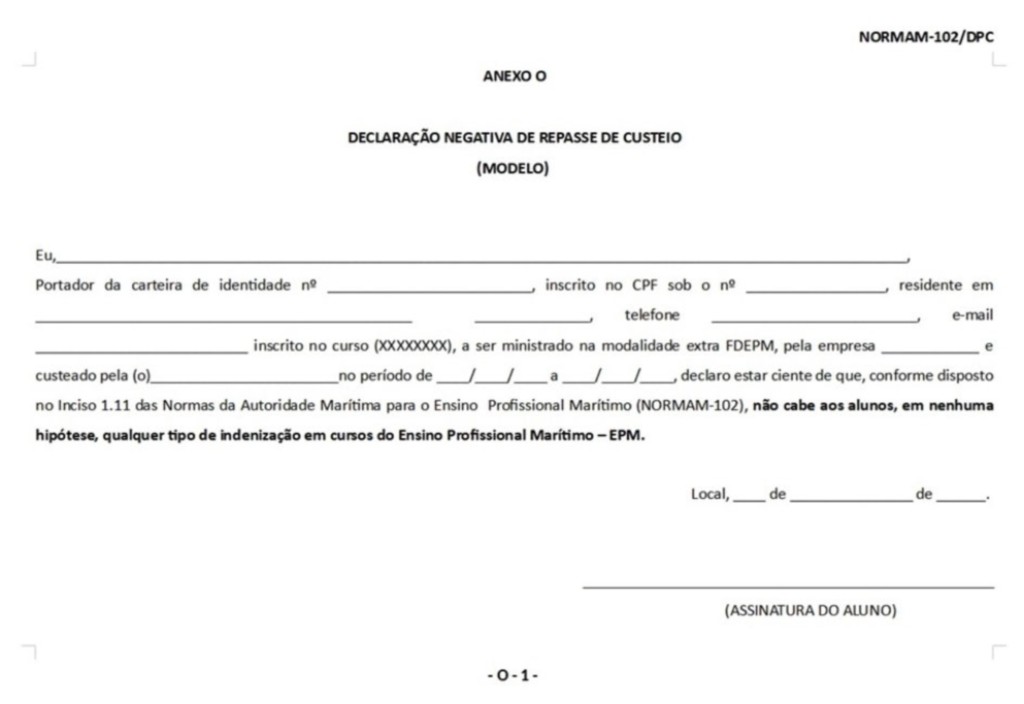 NORMAM-102/DPC
ANEXO O
DECLARAÇÃO NEGATIVA DE REPASSE DE CUSTEIO
(MODELO)
Eu,____________________________________________,
Portador da carteira de identidade nº ____________________, inscrito no CPF sob o nº ______________, residente em
______________________________ ____________, telefone ____________________, e-mail
____________________ inscrito no curso (XXXXXXXX), a ser ministrado na modalidade extra FDEPM, pela empresa __________ e
custeado pela (o)__________________no período de ___/___/___ a ___/___/___, declaro estar ciente de que, conforme disposto
no Inciso 1.11 das Normas da Autoridade Marítima para o Ensino Profissional Marítimo (NORMAM-102), não cabe aos alunos, em nenhuma
hipótese, qualquer tipo de indenização em cursos do Ensino Profissional Marítimo – EPM.
Local, ____ de ______________ de ______.
(ASSINATURA DO ALUNO)
- O - 1 -